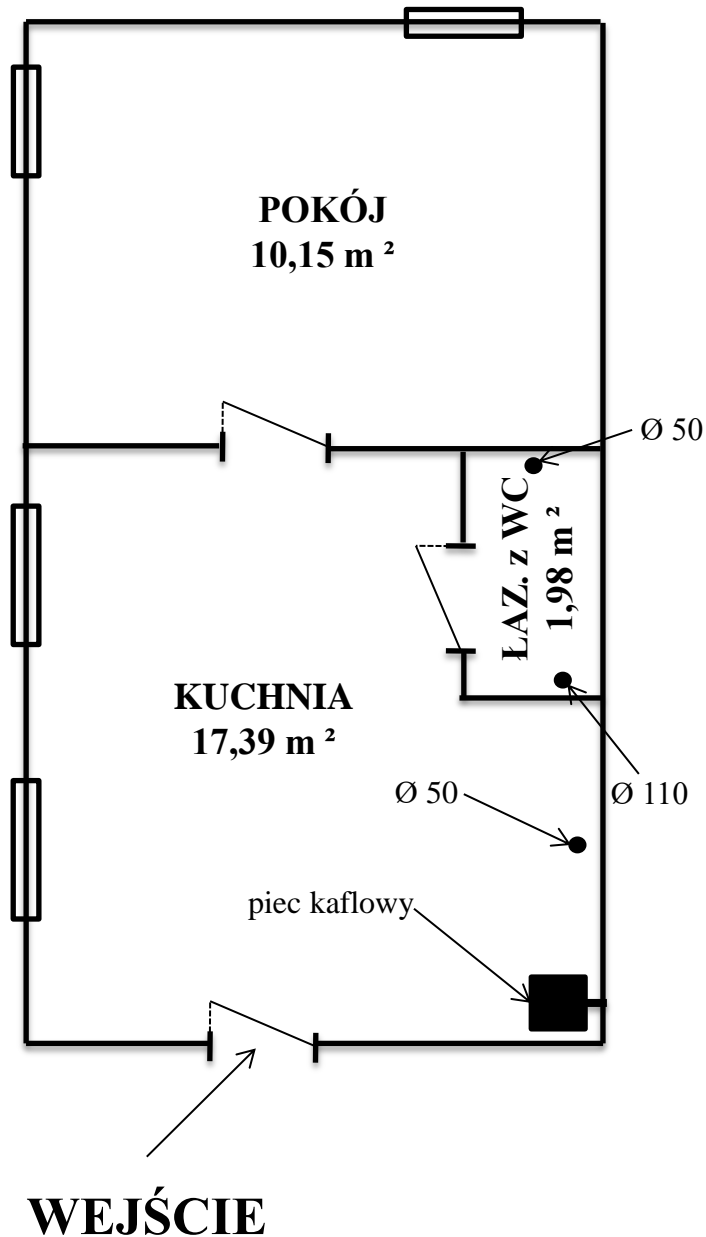 POKÓJ
10,15 m ²
Ø 50
ŁAZ. z WC
1,98 m ²
KUCHNIA
17,39 m ²
Ø 50
Ø 110
piec kaflowy
WEJŚCIE